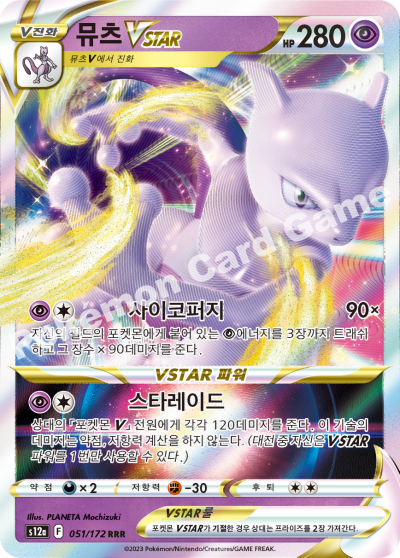 V진화
뮤츠 VSTAR
HP 280
뮤츠 V에서 진화
Pokémon Card Game
사이코퍼지 90×
자신의 필드의 포켓몬에게 붙어 있는 에너지를 3장까지 트래쉬
하고 그 장수 × 90데미지를 준다.
VSTAR 파워
스타레이드
상대의 「포켓몬 V」 전원에게 각각 120데미지를 준다. 이 기술의
데미지는 약점, 저항력 계산을 하지 않는다. (대전 중 자신은 VSTAR
파워를 1번만 사용할 수 있다.)
약점 ×2 저항력 -30 후퇴
Illus. PLANETA Mochizuki
s12a F 051/172 RRR
VSTAR룰
포켓몬 VSTAR가 기절한 경우 상대는 프라이즈를 2장 가져간다.
©2023 Pokémon/Nintendo/Creatures/GAME FREAK.